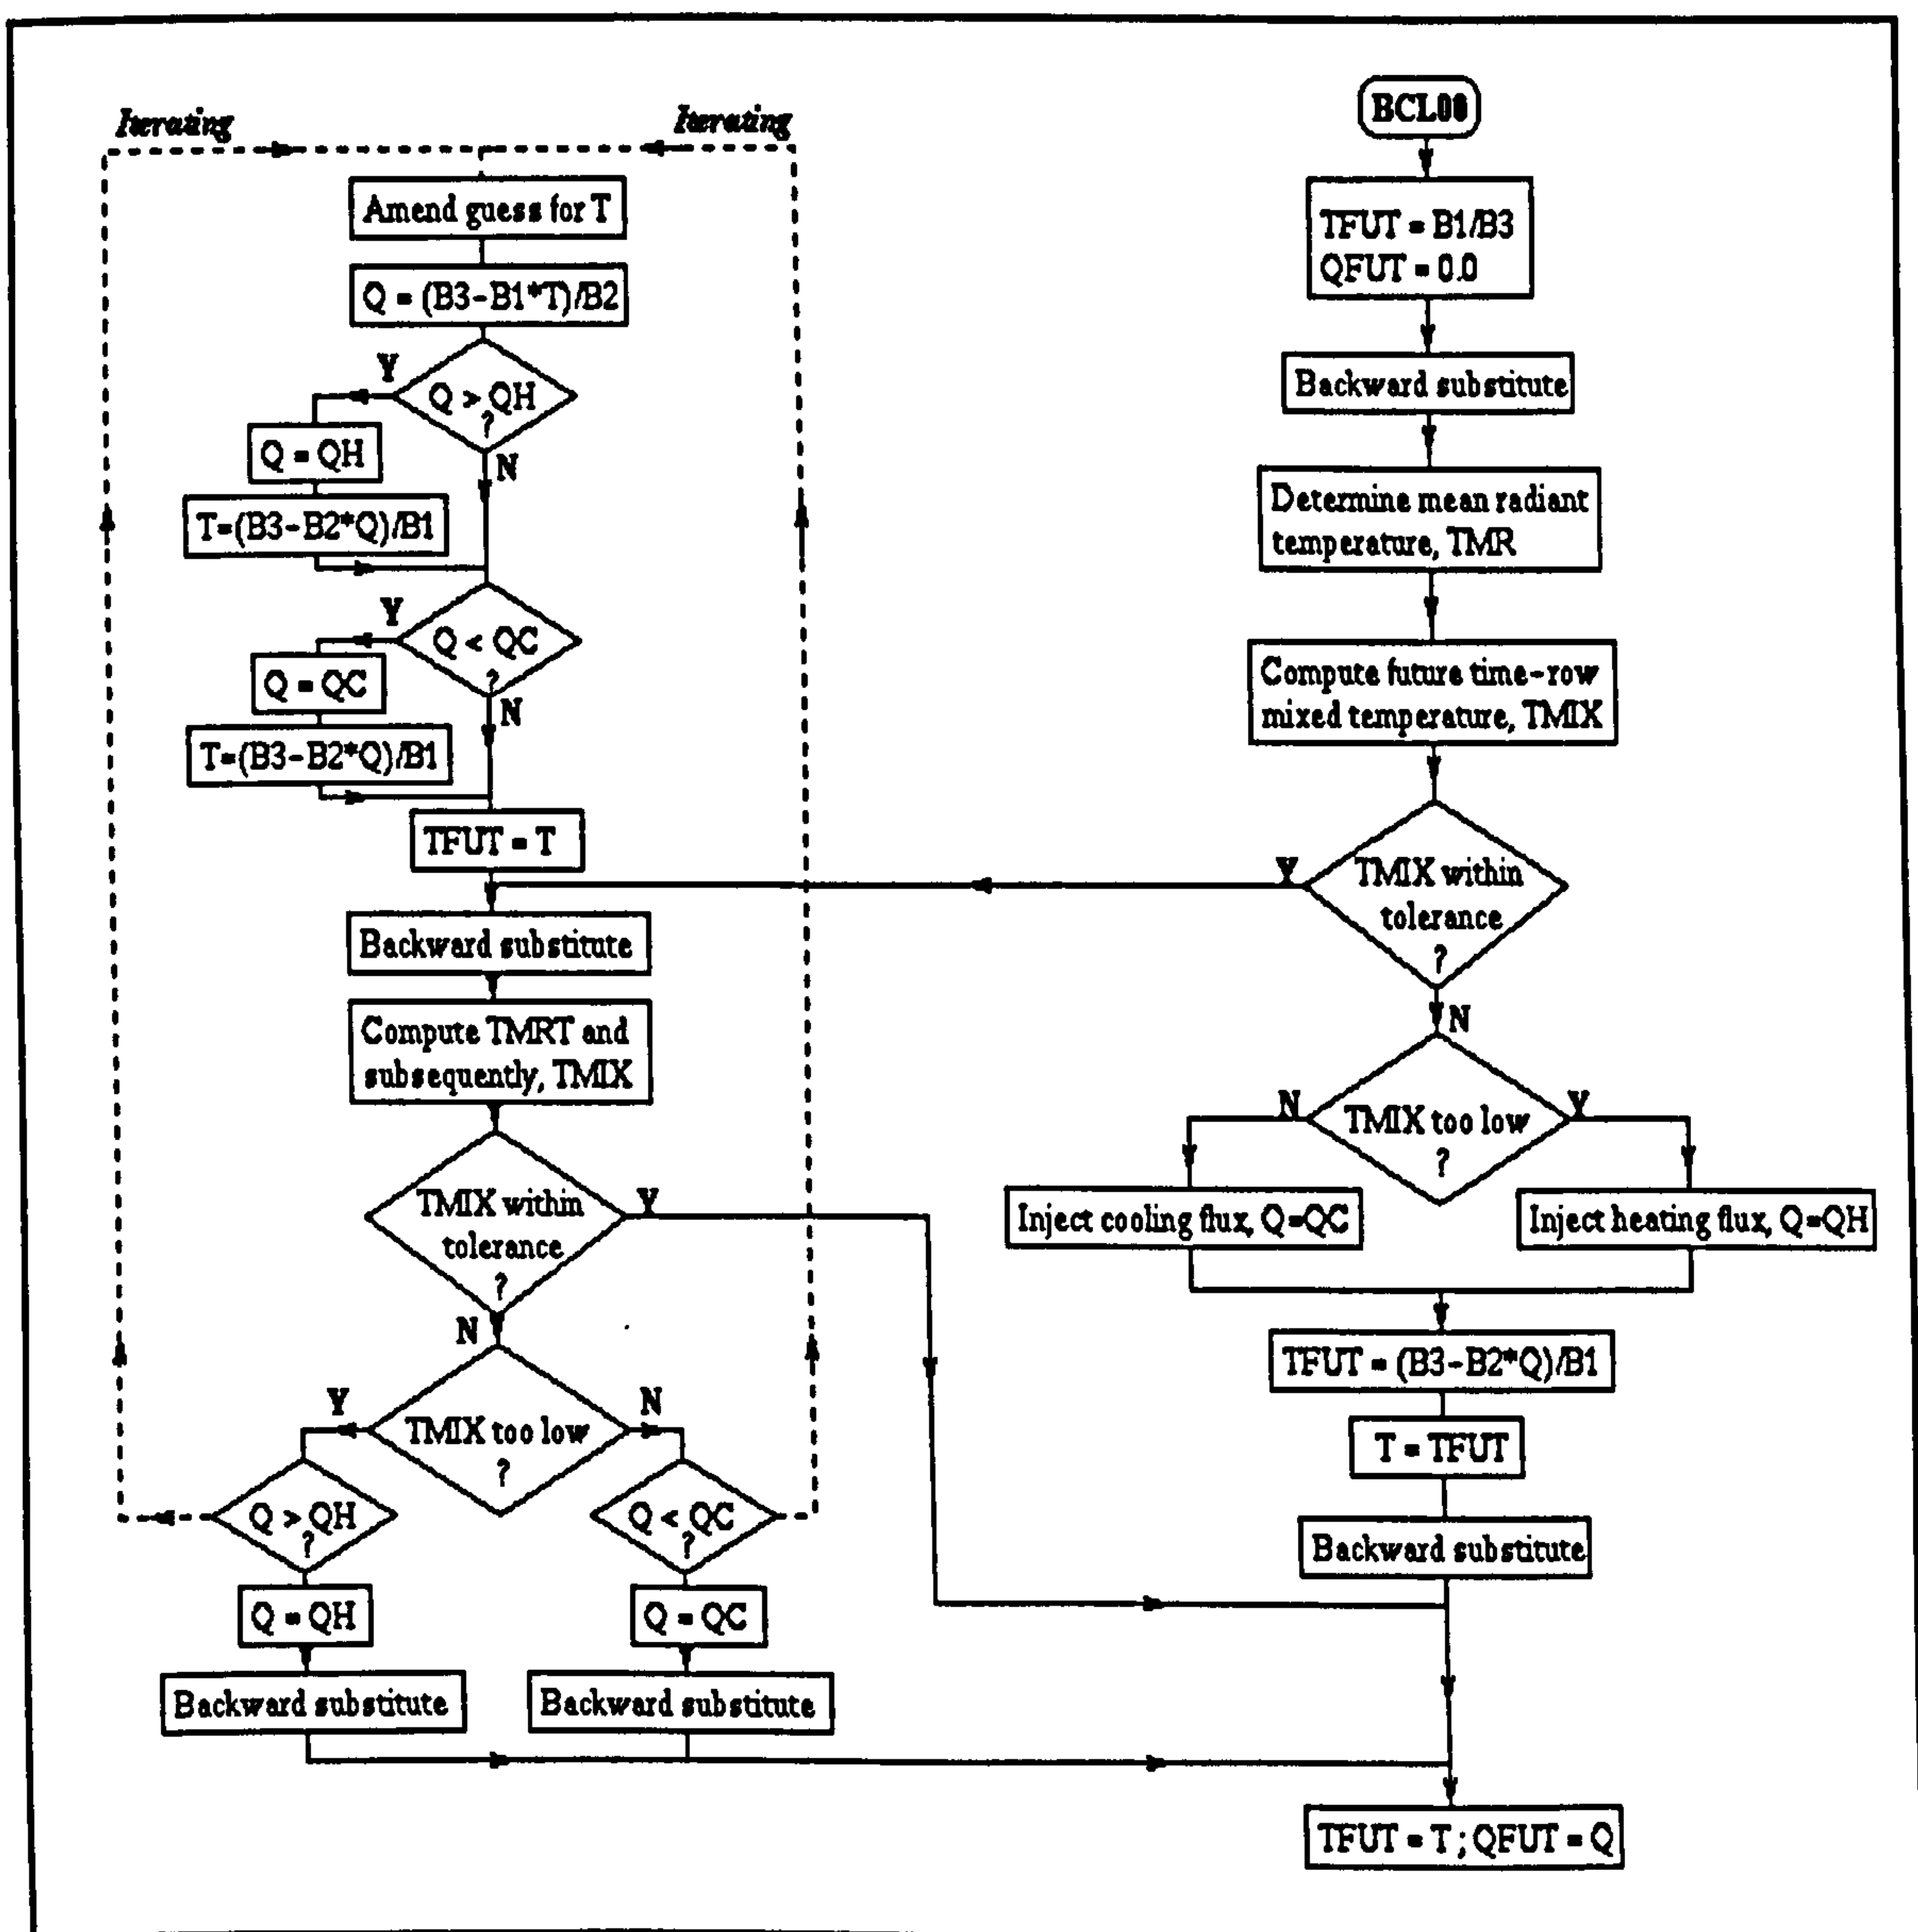 BCL08
TFUT = B1/B3
QFUT = 0.0
Backward substitute
Determine mean radiant
temperature, TMR
Compute future time-row
mixed temperature, TMIX
TMIX within
tolerance
?
Y
N
TMIX too low
?
N
Y
Inject cooling flux, Q=QC
Inject heating flux, Q=QH
TFUT = (B3-B2*Q)/B1
T = TFUT
Backward substitute
TFUT = T ; QFUT = Q
Iterating
Iterating
Amend guess for T
Q = (B3-B1*T)/B2
Y
Q > QH
?
N
Q = QH
T=(B3-B2*Q)/B1
Y
Q < QC
?
N
Q = QC
T=(B3-B2*Q)/B1
TFUT = T
Backward substitute
Compute TMRT and
subsequently, TMIX
TMIX within
tolerance
?
Y
N
TMIX too low
?
Y
N
Q > QH
?
Q < QC
?
Q = QH
Q = QC
Backward substitute
Backward substitute